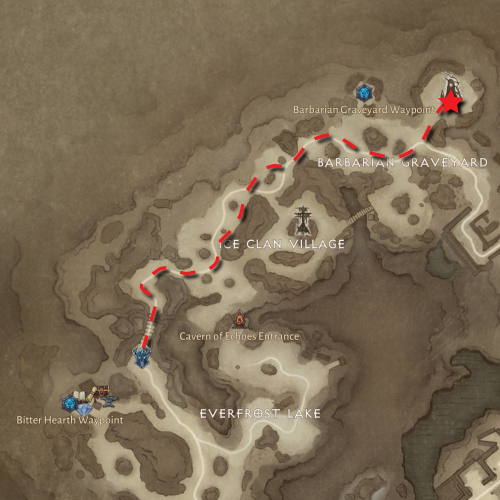 Barbarian Graveyard Waypoint
BARBARIAN GRAVEYARD
ICE CLAN VILLAGE
Cavern of Echoes Entrance
EVERFROST LAKE
Bitter Hearth Waypoint